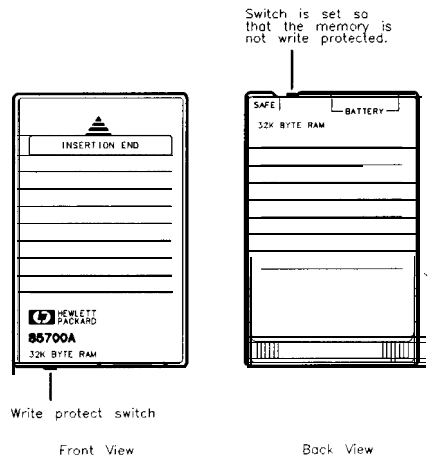 Switch is set so
that the memory is
not write protected.
INSERTION END
hp HEWLETT
PACKARD
85700A
32K BYTE RAM
Write protect switch
Front View
SAFE
BATTERY
32K BYTE RAM
Back View